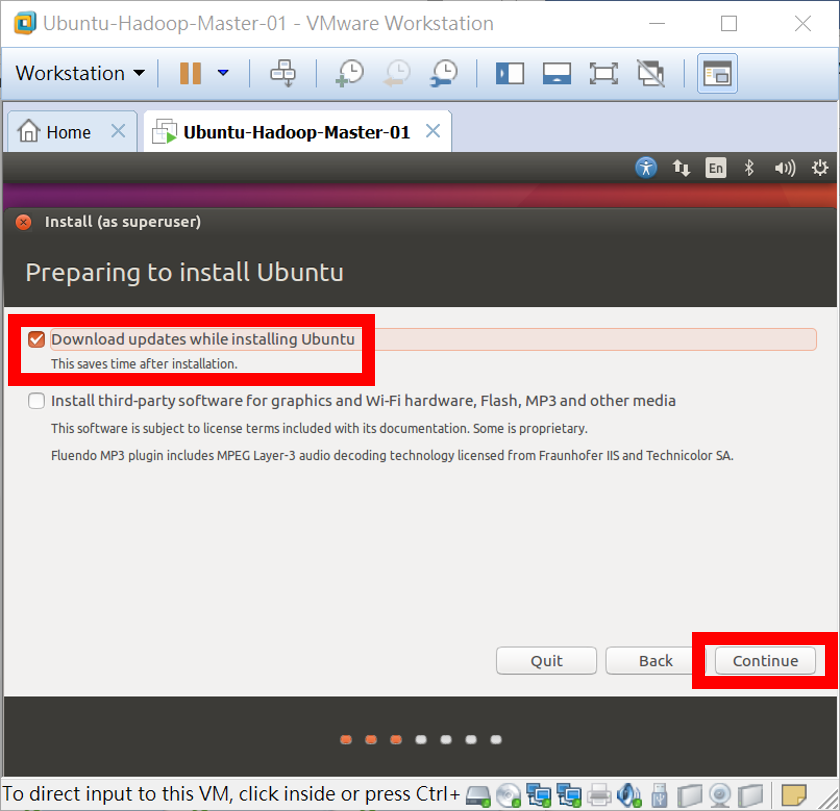 Ubuntu-Hadoop-Master-01 - VMware Workstation
Workstation
Home
Ubuntu-Hadoop-Master-01
En
Install (as superuser)
Preparing to install Ubuntu
Download updates while installing Ubuntu
This saves time after installation.
Install third-party software for graphics and Wi-Fi hardware, Flash, MP3 and other media
This software is subject to license terms included with its documentation. Some is proprietary.
Fluendo MP3 plugin includes MPEG Layer-3 audio decoding technology licensed from Fraunhofer IIS and Technicolor SA.
Quit Back Continue
To direct input to this VM, click inside or press Ctrl+